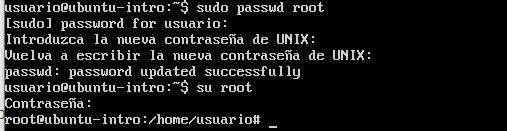 usuario@ubuntu-intro:~$ sudo passwd root
[sudo] password for usuario:
Introduzca la nueva contraseña de UNIX:
Vuelva a escribir la nueva contraseña de UNIX:
passwd: password updated successfully
usuario@ubuntu-intro:~$ su root
Contraseña:
root@ubuntu-intro:/home/usuario# _